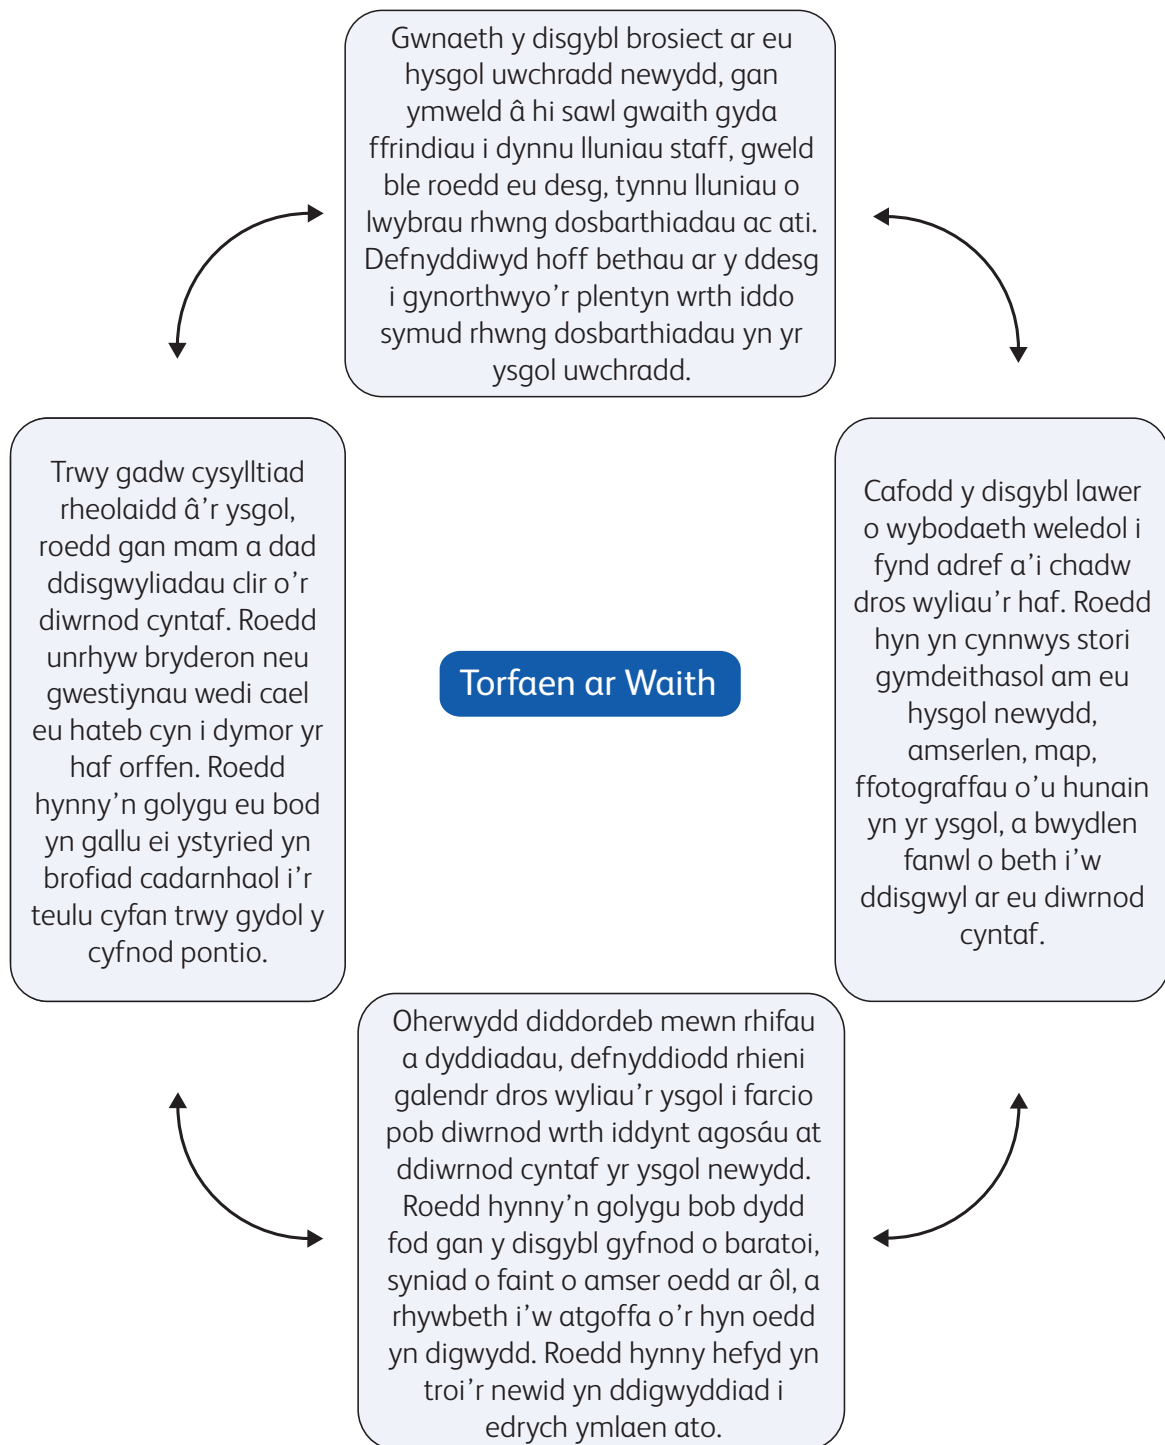 Gwnaeth y disgybl brosiect ar eu
hysgol uwchradd newydd, gan
ymweld â hi sawl gwaith gyda
ffrindiau i dynnu lluniau staff, gweld
ble roedd eu desg, tynnu lluniau o
lwybrau rhwng dosbarthiadau ac ati.
Defnyddiwyd hoff bethau ar y ddesg
i gynorthwyo’r plentyn wrth iddo
symud rhwng dosbarthiadau yn yr
ysgol uwchradd.
Trwy gadw cysylltiad
rheolaidd â’r ysgol,
roedd gan mam a dad
ddisgwyliadau clir o’r
diwrnod cyntaf. Roedd
unrhyw bryderon neu
gwestiynau wedi cael
eu hateb cyn i dymor yr
haf orffen. Roedd
hynny’n golygu eu bod
yn gallu ei ystyried yn
brofiad cadarnhaol i’r
teulu cyfan trwy gydol y
cyfnod pontio.
Torfaen ar Waith
Cafodd y disgybl lawer
o wybodaeth weledol i
fynd adref a’i chadw
dros wyliau’r haf. Roedd
hyn yn cynnwys stori
gymdeithasol am eu
hysgol newydd,
amserlen, map,
ffotograffau o’u hunain
yn yr ysgol, a bwydlen
fanwl o beth i’w
ddisgwyl ar eu diwrnod
cyntaf.
Oherwydd diddordeb mewn rhifau
a dyddiadau, defnyddiodd rhieni
galendr dros wyliau’r ysgol i farcio
pob diwrnod wrth iddynt agosáu at
ddiwrnod cyntaf yr ysgol newydd.
Roedd hynny’n golygu bob dydd
fod gan y disgybl gyfnod o baratoi,
syniad o faint o amser oedd ar ôl, a
rhywbeth i’w atgoffa o’r hyn oedd
yn digwydd. Roedd hynny hefyd yn
troi’r newid yn ddigwyddiad i
edrych ymlaen ato.